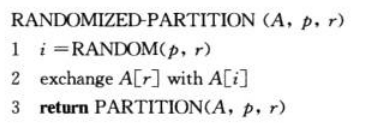 RANDOMIZED-PARTITION (A, p, r)
1 i =RANDOM(p, r)
2 exchange A[r] with A[i]
3 return PARTITION(A, p, r)